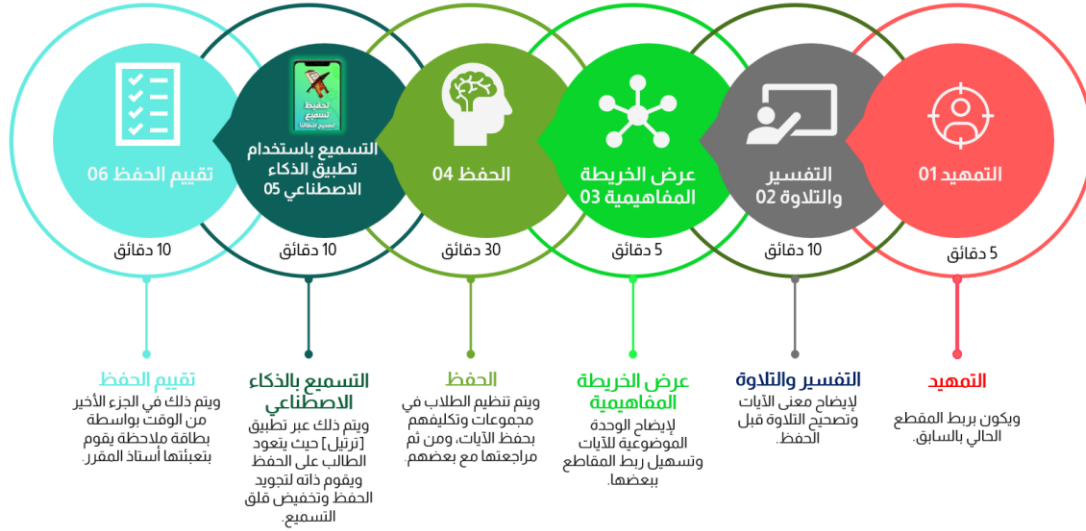 التمهيد 01
5 دقائق
التمهيد
ويكون بربط المقطع
الحالي بالسابق.
التفسير
والتلاوة 02
10 دقائق
التفسير والتلاوة
لإيضاح معنى الآيات
وتصحيح التلاوة قبل
الحفظ.
عرض الخريطة
المفاهيمية 03
5 دقائق
عرض الخريطة
المفاهيمية
لإيضاح الوحدة
الموضوعية للآيات
وتسهيل ربط المقاطع
ببعضها.
الحفظ 04
30 دقائق
الحفظ
ويتم تنظيم الطلاب في
مجموعات وتكليفهم
بحفظ الآيات، ومن ثم
مراجعتها مع بعضهم.
تحفيظ
تسميع
التسميع باستخدام
تطبيق الذكاء
الاصطناعي 05
10 دقائق
التسميع بالذكاء
الاصطناعي
ويتم ذلك عبر تطبيق
[ترتيل] حيث يتعود
الطالب على الحفظ
ويقوم ذاته لتجويد
الحفظ وتخفيض قلق
التسميع.
تقييم الحفظ 06
10 دقائق
تقييم الحفظ
ويتم ذلك في الجزء الأخير
من الوقت بواسطة
بطاقة ملاحظة يقوم
بتعبئتها أستاذ المقرر.